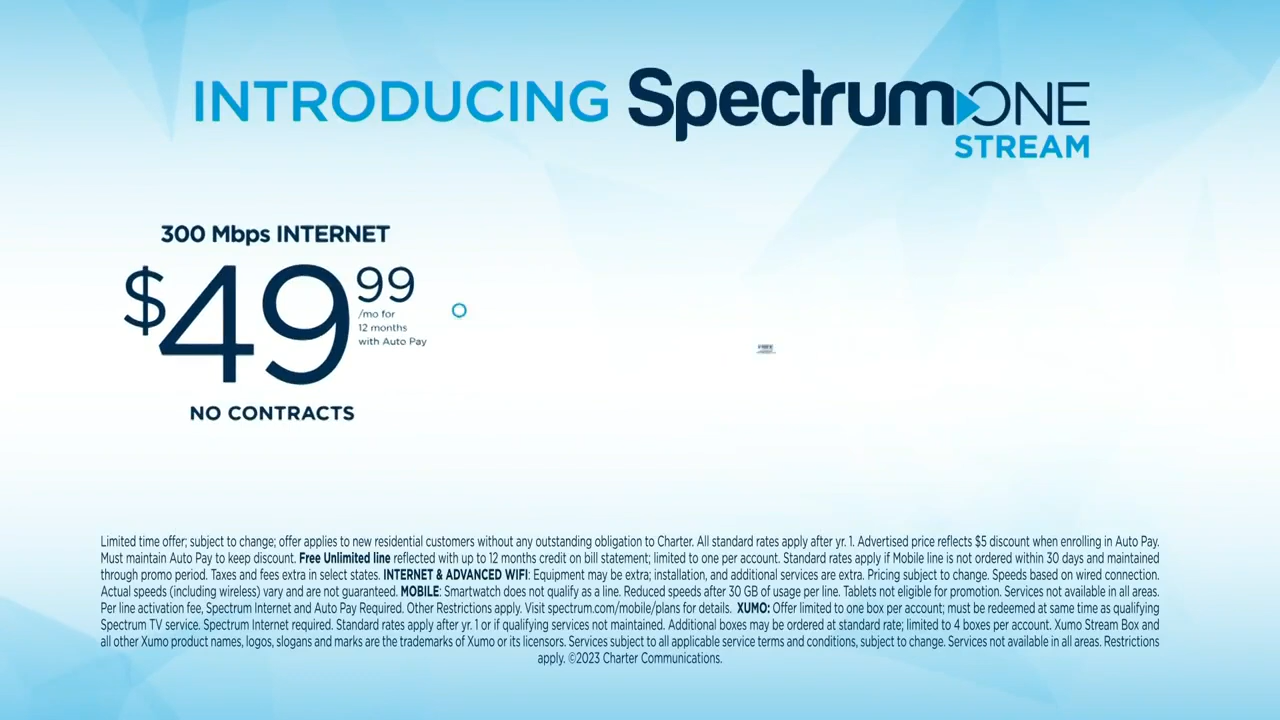 INTRODUCING Spectrum ONE
STREAM
300 Mbps INTERNET
$49.99
/mo for
12 months
with Auto Pay
NO CONTRACTS
FREE
Limited time offer; subject to change; offer applies to new residential customers without any outstanding obligation to Charter. All standard rates apply after yr. 1. Advertised price reflects $5 discount when enrolling in Auto Pay.
Must maintain Auto Pay to keep discount. Free Unlimited line reflected with up to 12 months credit on bill statement; limited to one per account. Standard rates apply if Mobile line is not ordered within 30 days and maintained
through promo period. Taxes and fees extra in select states. INTERNET & ADVANCED WIFI: Equipment may be extra; installation, and additional services are extra. Pricing subject to change. Speeds based on wired connection.
Actual speeds (including wireless) vary and are not guaranteed. MOBILE: Smartwatch does not qualify as a line. Reduced speeds after 30 GB of usage per line. Tablets not eligible for promotion. Services not available in all areas.
Per line activation fee, Spectrum Internet and Auto Pay Required. Other Restrictions apply. Visit spectrum.com/mobile/plans for details. XUMO: Offer limited to one box per account; must be redeemed at same time as qualifying
Spectrum TV service. Spectrum Internet required. Standard rates apply after yr. 1 or if qualifying services not maintained. Additional boxes may be ordered at standard rate; limited to 4 boxes per account. Xumo Stream Box and
all other Xumo product names, logos, slogans and marks are the trademarks of Xumo or its licensors. Services subject to all applicable service terms and conditions, subject to change. Services not available in all areas. Restrictions
apply. ©2023 Charter Communications.